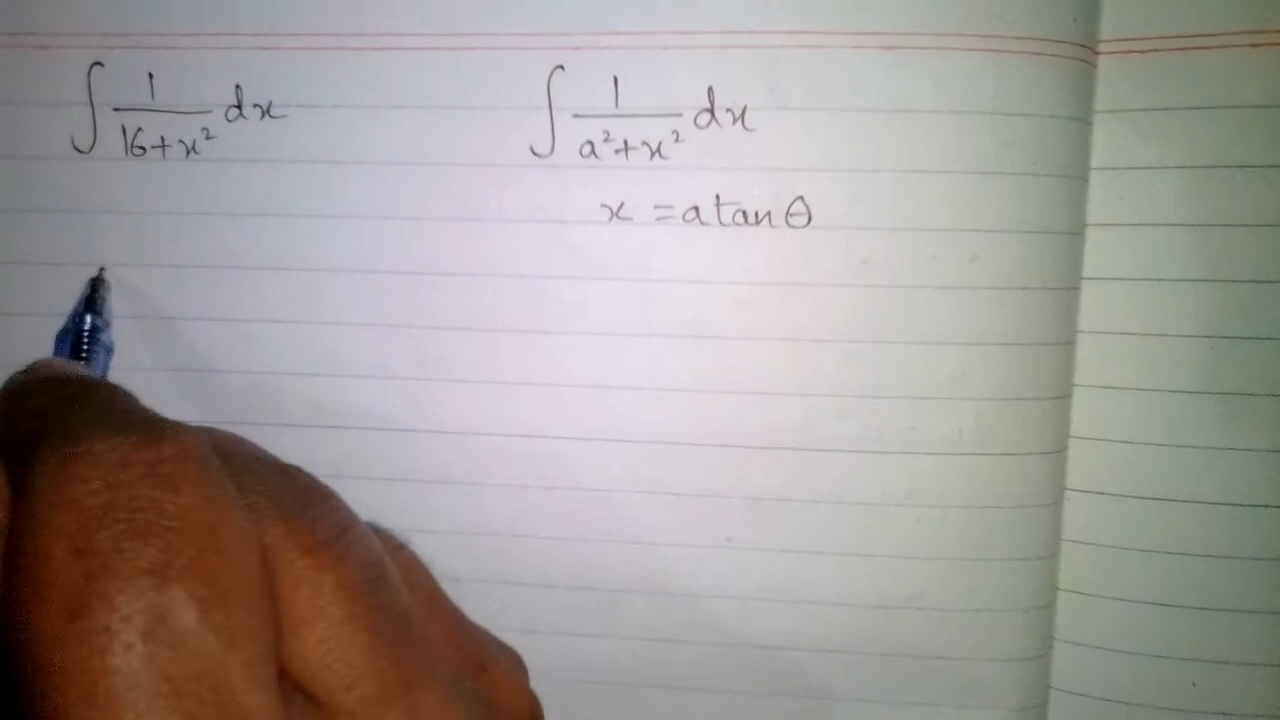 ∫ 1/(16+x²) dx
∫ 1/(a²+x²) dx
x = a tan θ